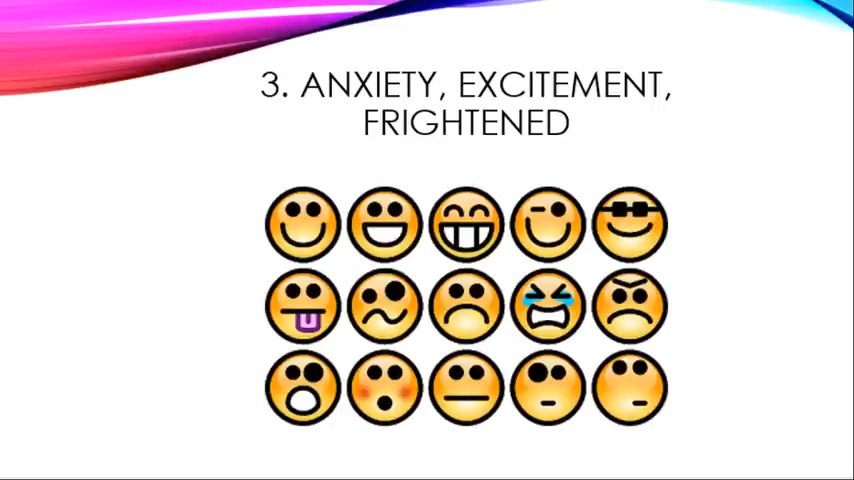 3. ANXIETY, EXCITEMENT,
FRIGHTENED